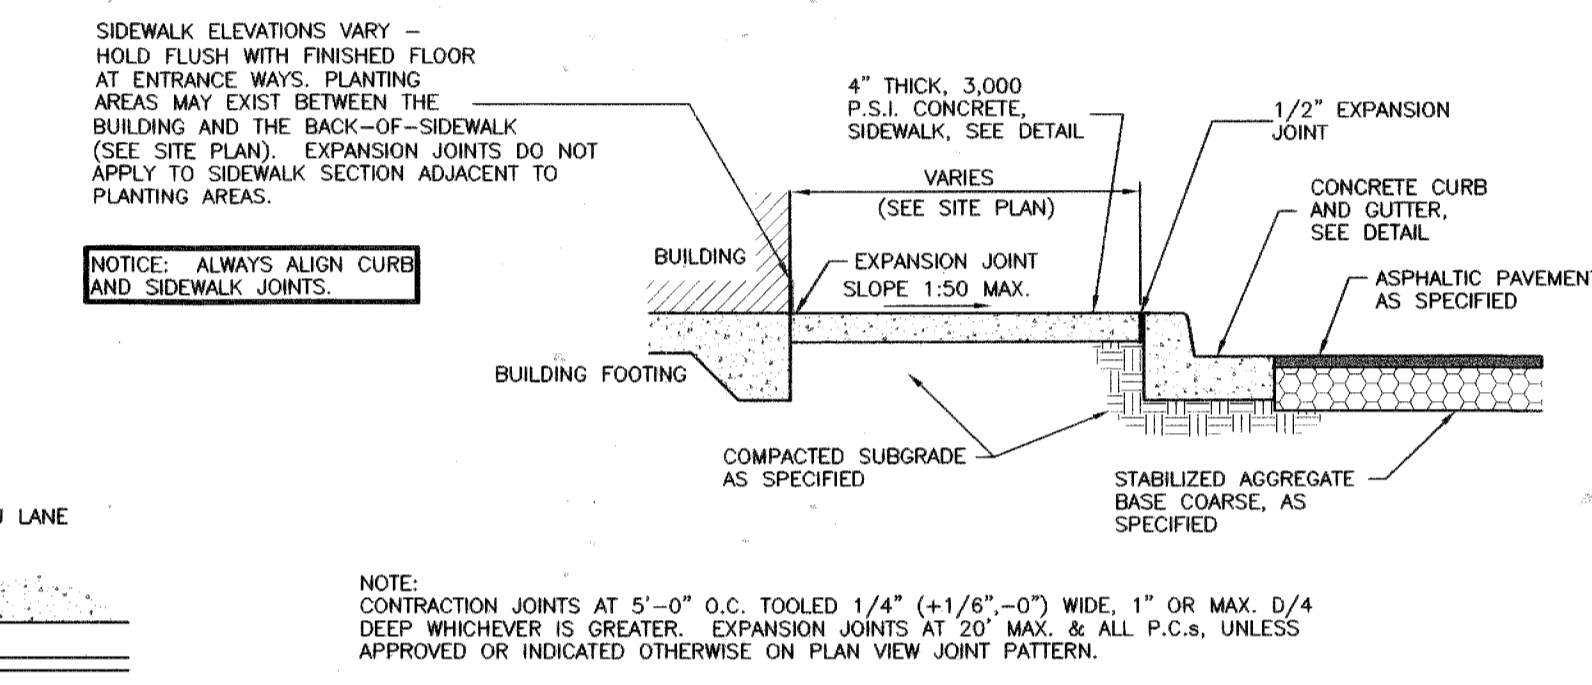 SIDEWALK ELEVATIONS VARY –
HOLD FLUSH WITH FINISHED FLOOR
AT ENTRANCE WAYS. PLANTING
AREAS MAY EXIST BETWEEN THE
BUILDING AND THE BACK–OF–SIDEWALK
(SEE SITE PLAN). EXPANSION JOINTS DO NOT
APPLY TO SIDEWALK SECTION ADJACENT TO
PLANTING AREAS.
NOTICE: ALWAYS ALIGN CURB
AND SIDEWALK JOINTS.
4" THICK, 3,000
P.S.I. CONCRETE,
SIDEWALK, SEE DETAIL
1/2" EXPANSION
JOINT
VARIES
(SEE SITE PLAN)
CONCRETE CURB
AND GUTTER,
SEE DETAIL
BUILDING
EXPANSION JOINT
SLOPE 1:50 MAX.
ASPHALTIC PAVEMENT
AS SPECIFIED
BUILDING FOOTING
COMPACTED SUBGRADE
AS SPECIFIED
STABILIZED AGGREGATE
BASE COARSE, AS
SPECIFIED
LANE
NOTE:
CONTRACTION JOINTS AT 5'–0" O.C. TOOLED 1/4" (+1/6",–0") WIDE, 1" OR MAX. D/4
DEEP WHICHEVER IS GREATER. EXPANSION JOINTS AT 20' MAX. & ALL P.C.s, UNLESS
APPROVED OR INDICATED OTHERWISE ON PLAN VIEW JOINT PATTERN.